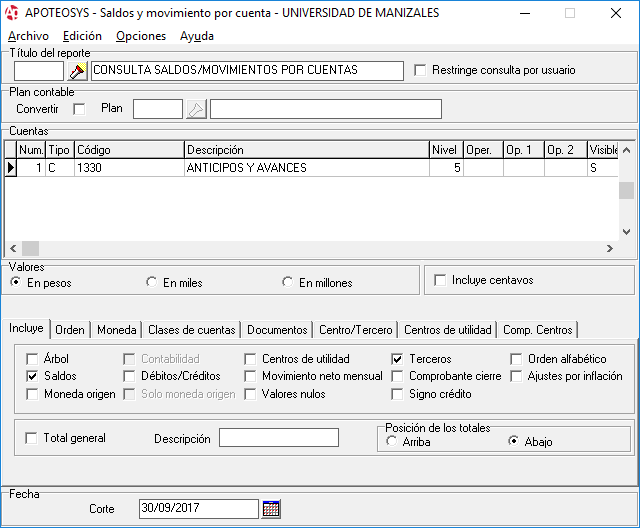 APOTEOSYS - Saldos y movimiento por cuenta - UNIVERSIDAD DE MANIZALES
Archivo Edición Opciones Ayuda
Título del reporte
CONSULTA SALDOS/MOVIMIENTOS POR CUENTAS Restringe consulta por usuario
Plan contable
Convertir Plan
Cuentas
Num. Tipo Código Descripción Nivel Oper. Op. 1 Op. 2 Visible
1 C 1330 ANTICIPOS Y AVANCES 5 S
Valores
En pesos En miles En millones Incluye centavos
Incluye Orden Moneda Clases de cuentas Documentos Centro/Tercero Centros de utilidad Comp. Centros
Árbol Contabilidad Centros de utilidad Terceros Orden alfabético
Saldos Débitos/Créditos Movimiento neto mensual Comprobante cierre Ajustes por inflación
Moneda origen Solo moneda origen Valores nulos Signo crédito
Posición de los totales
Total general Descripción Arriba Abajo
Fecha
Corte 30/09/2017